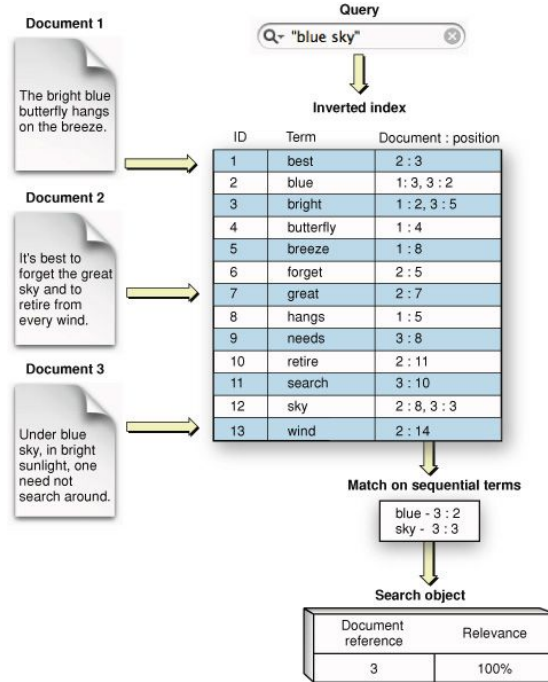 Document 1
The bright blue
butterfly hangs
on the breeze.
Document 2
It's best to
forget the great
sky and to
retire from
every wind.
Document 3
Under blue
sky, in bright
sunlight, one
need not
search around.
Query
"blue sky"
Inverted index
ID Term Document : position
1 best 2 : 3
2 blue 1: 3, 3 : 2
3 bright 1 : 2, 3 : 5
4 butterfly 1 : 4
5 breeze 1 : 8
6 forget 2 : 5
7 great 2 : 7
8 hangs 1 : 5
9 needs 3 : 8
10 retire 2 : 11
11 search 3 : 10
12 sky 2 : 8, 3 : 3
13 wind 2 : 14
Match on sequential terms
blue - 3 : 2
sky - 3 : 3
Search object
Document
reference
Relevance
3 100%